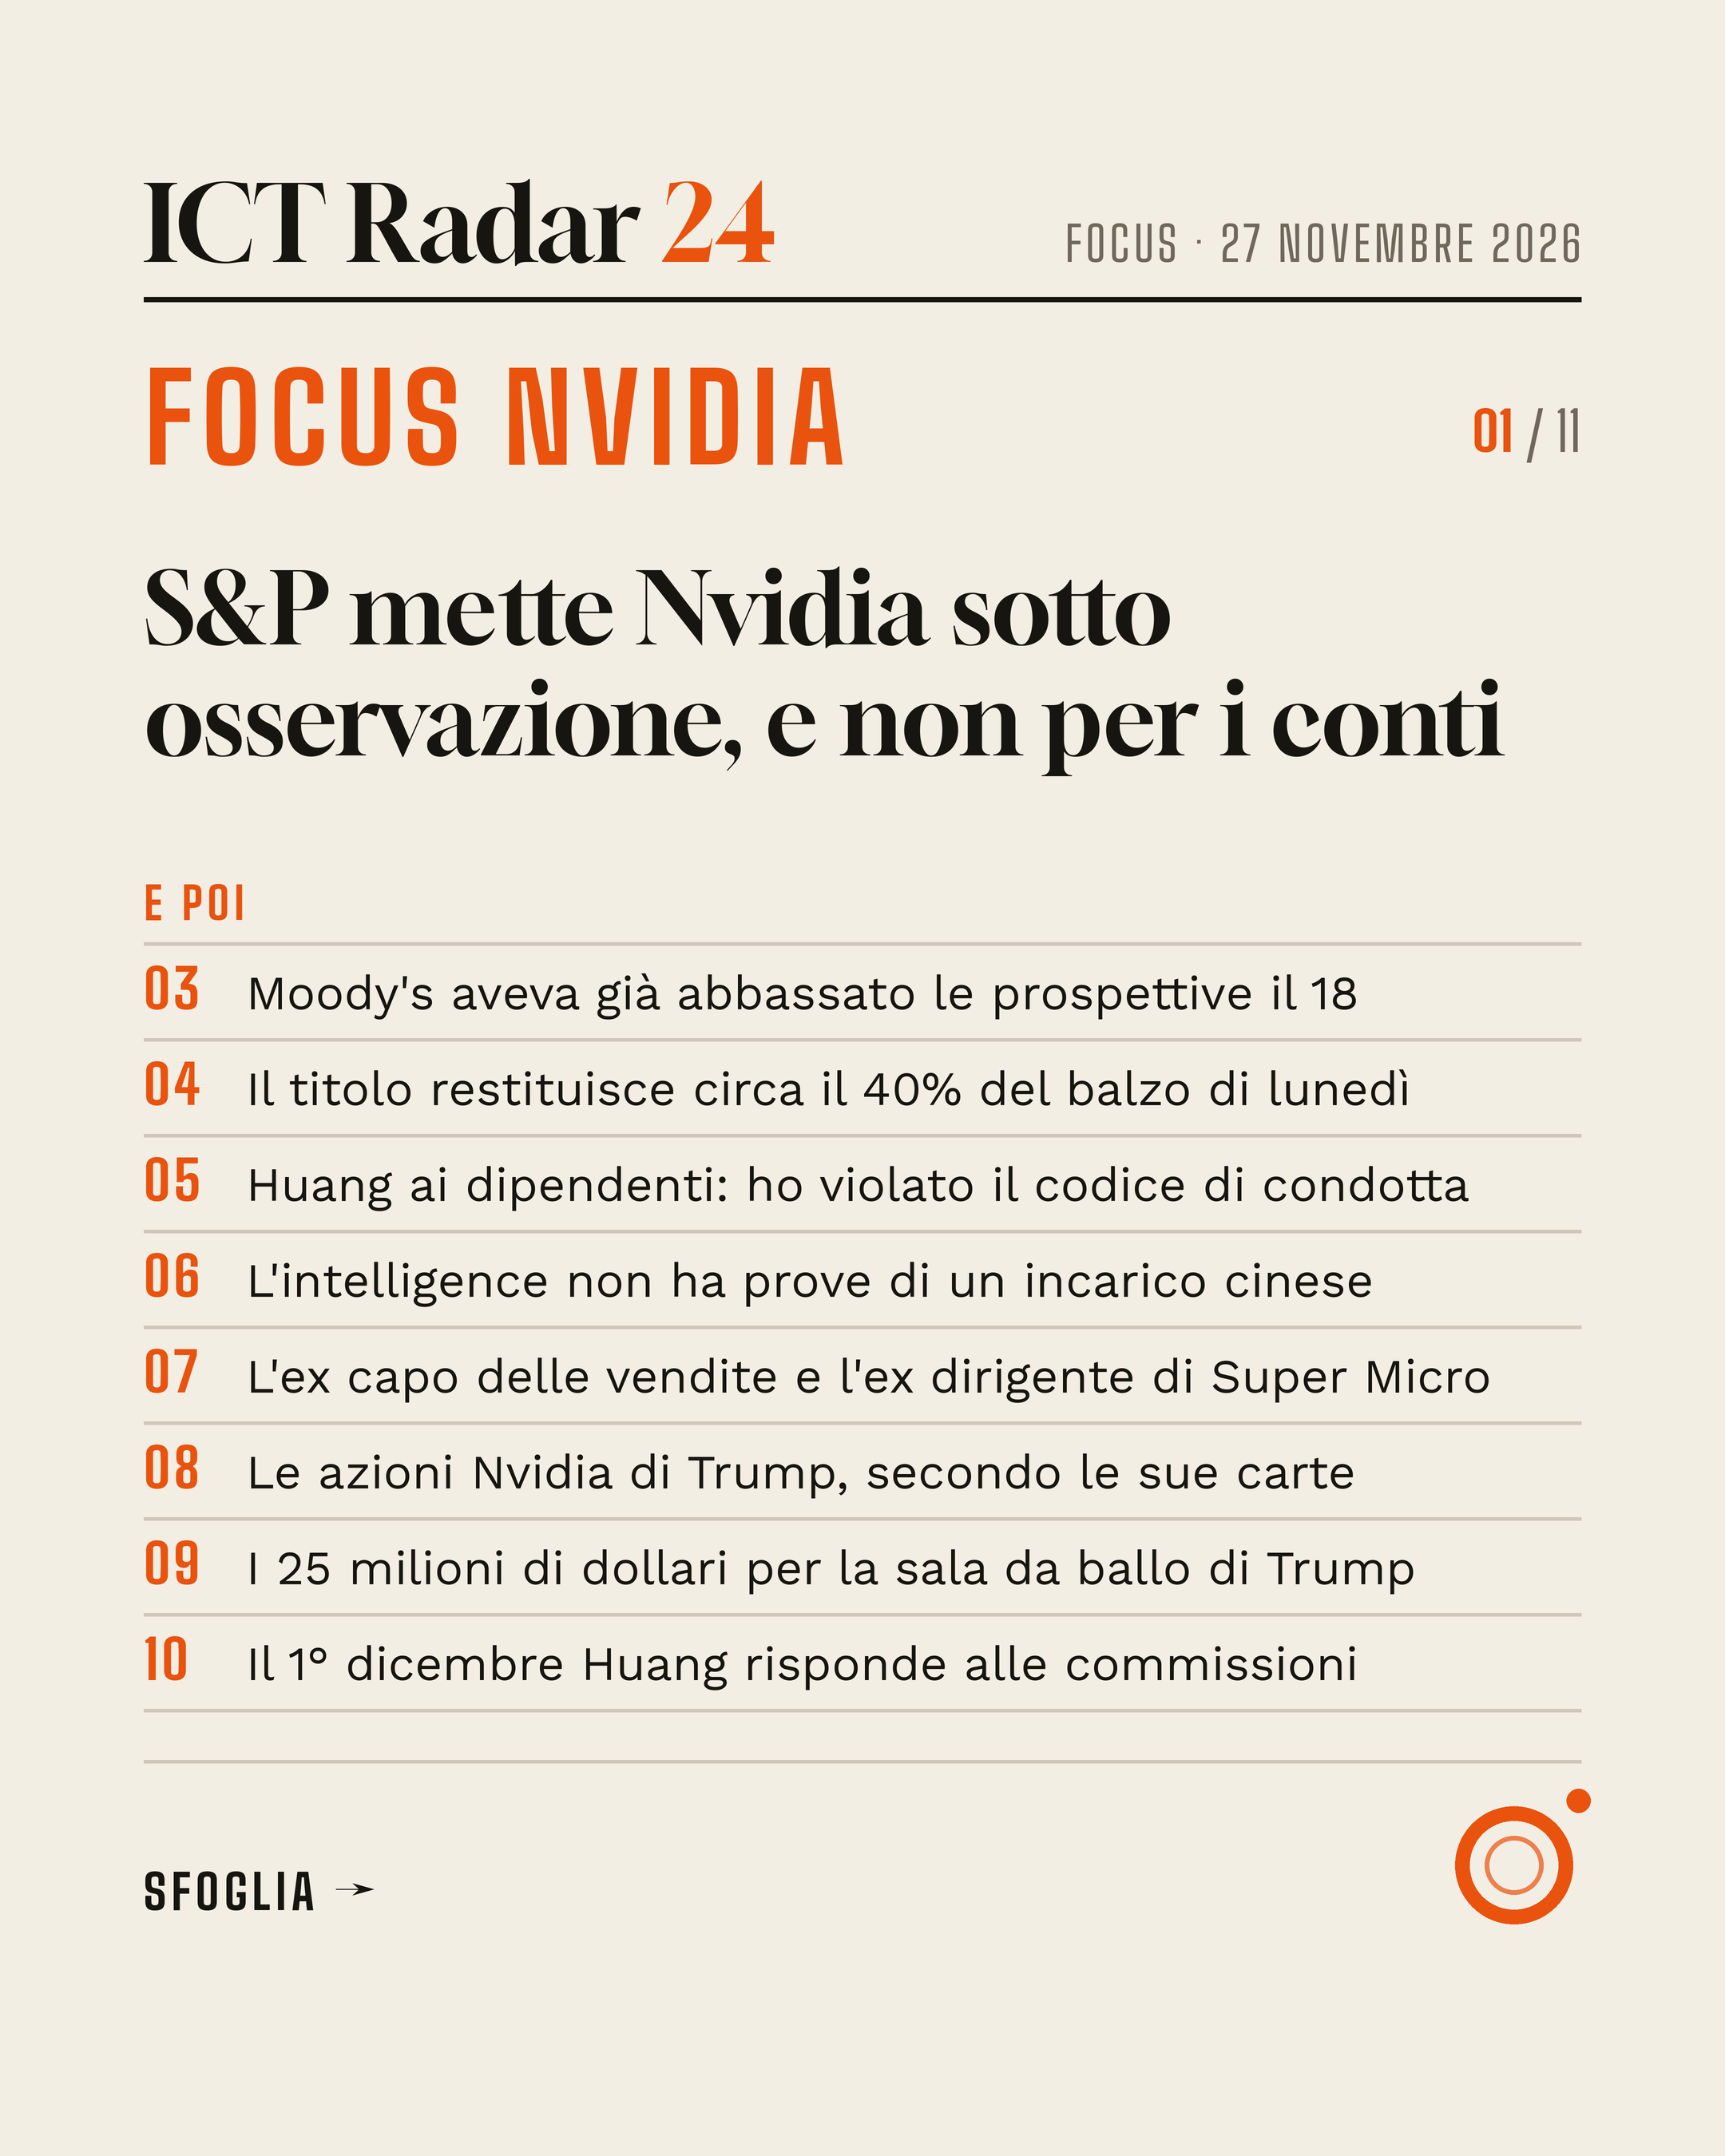 ICT Radar 24
FOCUS · 27 NOVEMBRE 2026
FOCUS NVIDIA
01 / 11
S&P mette Nvidia sotto
osservazione, e non per i conti
E POI
03 Moody's aveva già abbassato le prospettive il 18
04 Il titolo restituisce circa il 40% del balzo di lunedì
05 Huang ai dipendenti: ho violato il codice di condotta
06 L'intelligence non ha prove di un incarico cinese
07 L'ex capo delle vendite e l'ex dirigente di Super Micro
08 Le azioni Nvidia di Trump, secondo le sue carte
09 I 25 milioni di dollari per la sala da ballo di Trump
10 Il 1° dicembre Huang risponde alle commissioni
SFOGLIA →